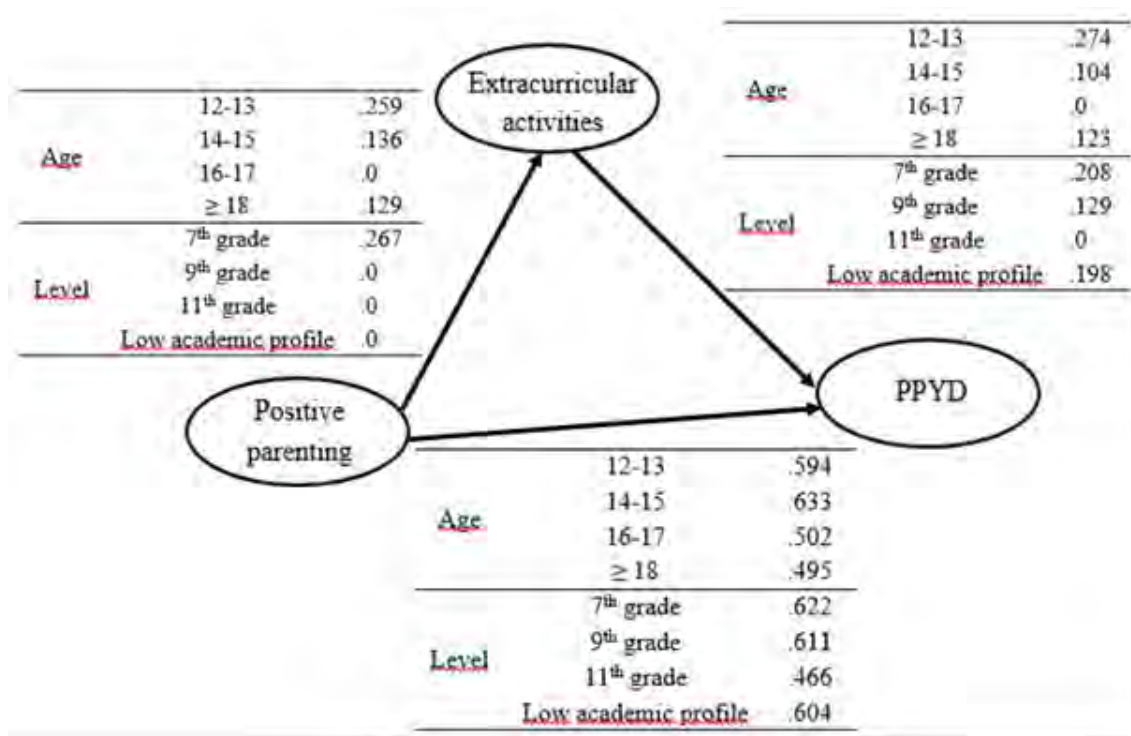 Extracurricular
activities
Age
12-13 .259
14-15 .136
16-17 .0
≥ 18 .129
Level
7th grade .267
9th grade .0
11th grade .0
Low academic profile .0
Age
12-13 .274
14-15 .104
16-17 .0
≥ 18 .123
Level
7th grade .208
9th grade .129
11th grade .0
Low academic profile .198
Positive
parenting
PPYD
Age
12-13 .594
14-15 .633
16-17 .502
≥ 18 .495
Level
7th grade .622
9th grade .611
11th grade .466
Low academic profile .604